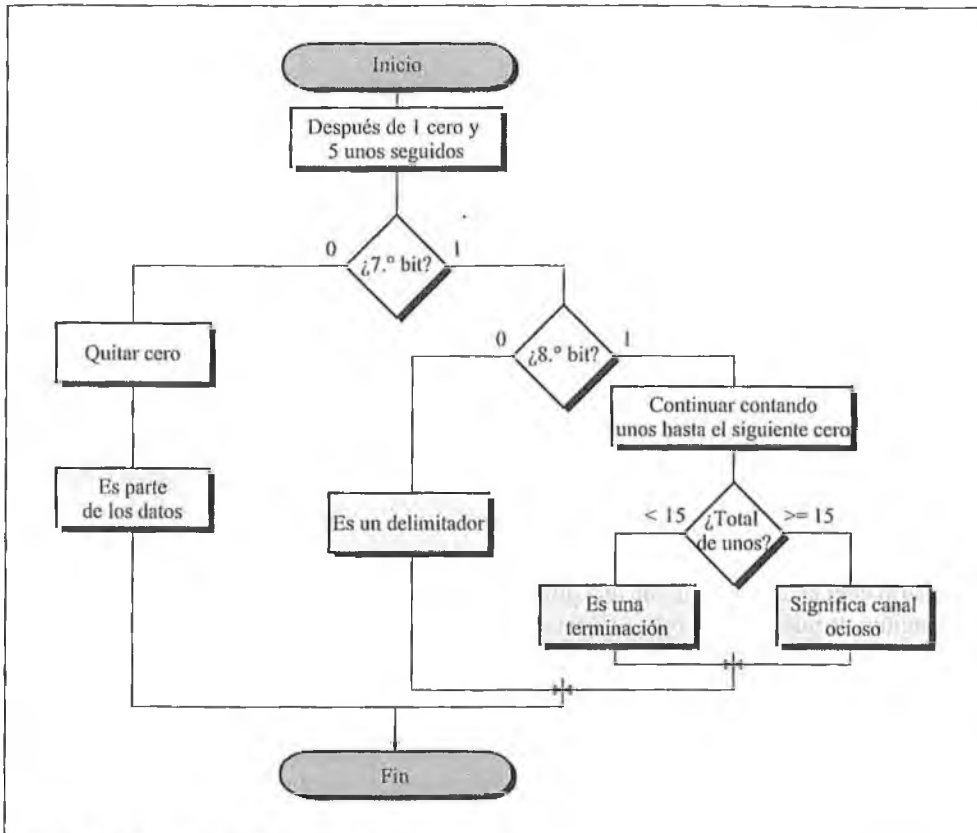 Inicio
Después de 1 cero y
5 unos seguidos
0
¿7.º bit?
1
Quitar cero
0
¿8.º bit?
1
Continuar contando
unos hasta el siguiente cero
Es parte
de los datos
Es un delimitador
< 15
¿Total
de unos?
>= 15
Es una
terminación
Significa canal
ocioso
Fin